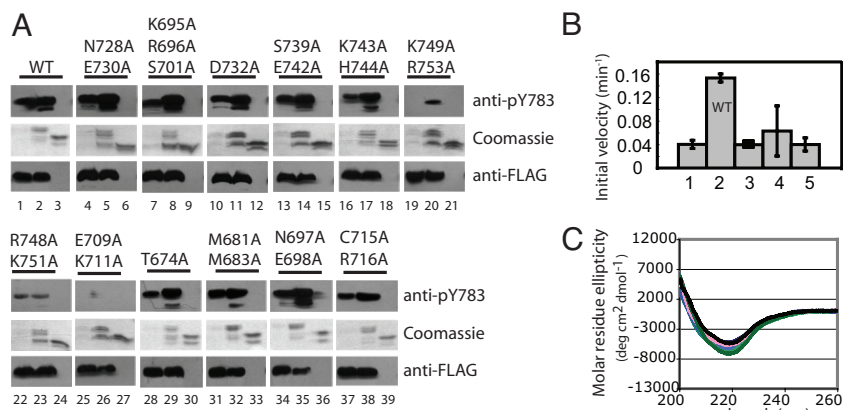 A
K695A
N728A R696A S739A K743A K749A
WT E730A S701A D732A E742A H744A R753A
anti-pY783
Coomassie
anti-FLAG
1 2 3 4 5 6 7 8 9 10 11 12 13 14 15 16 17 18 19 20 21
R748A E709A M681A N697A C715A
K751A K711A T674A M683A E698A R716A
anti-pY783
Coomassie
anti-FLAG
22 23 24 25 26 27 28 29 30 31 32 33 34 35 36 37 38 39
B
Initial velocity (min-1)
0.16
0.12
0.08
0.04
0
WT
1 2 3 4 5
C
Molar residue ellipticity
(deg cm2 dmol-1)
12000
7000
2000
-3000
-8000
-13000
200 220 240 260